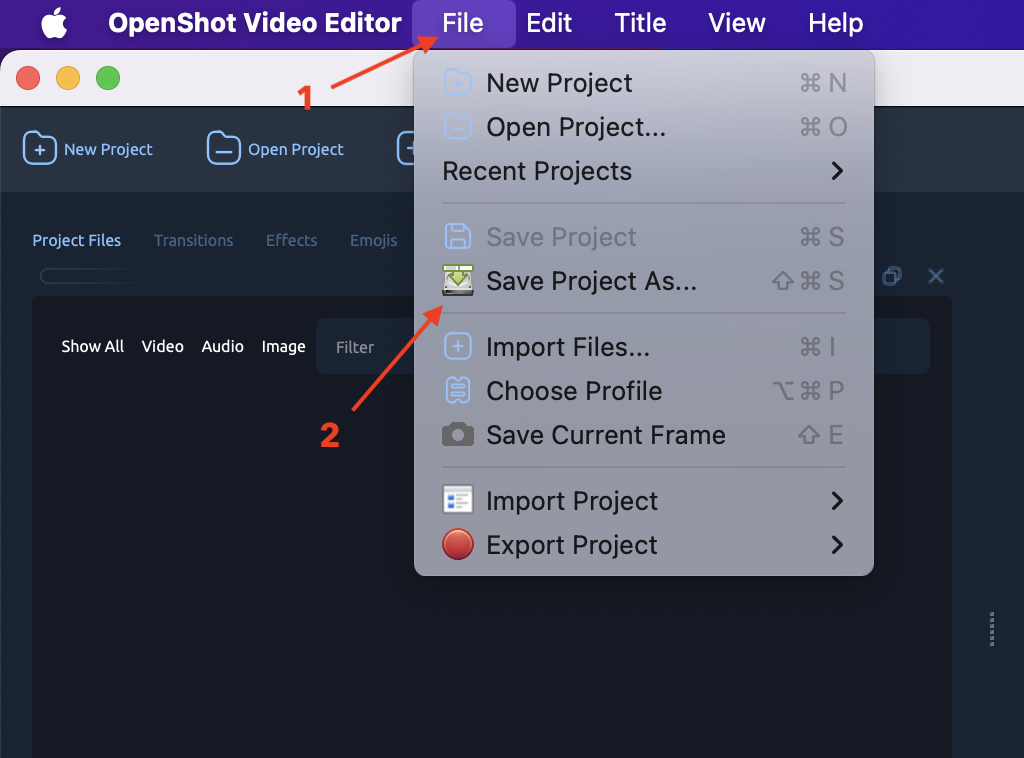 OpenShot Video Editor File Edit Title View Help
1
New Project ⌘ N
Open Project... ⌘ O
Recent Projects
Save Project ⌘ S
Save Project As... ⇧ ⌘ S
Import Files... ⌘ I
Choose Profile ⌥ ⌘ P
Save Current Frame ⇧ E
Import Project
Export Project
New Project Open Project
Project Files Transitions Effects Emojis
Show All Video Audio Image Filter
2